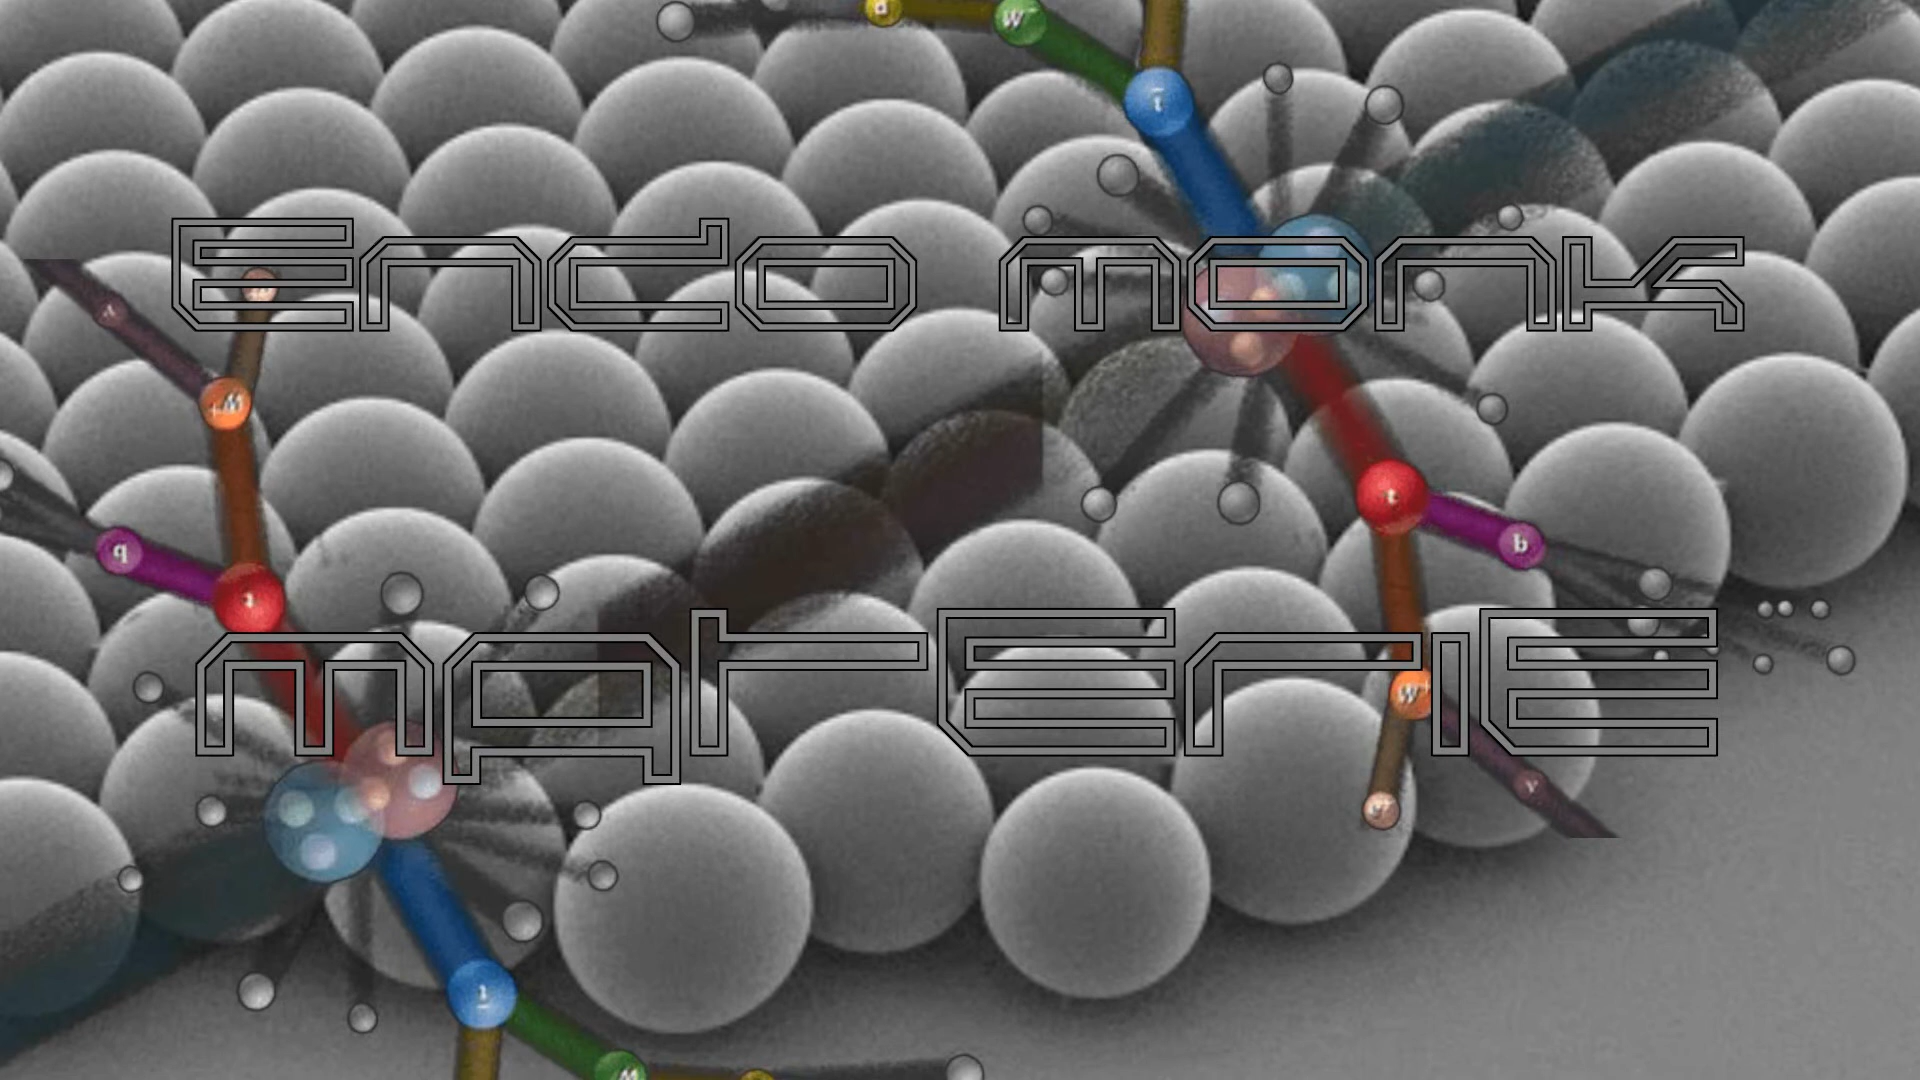 d W⁻
t̄
Endo monk
W⁺
q t
t b
materiE
W⁺
ν
t̄